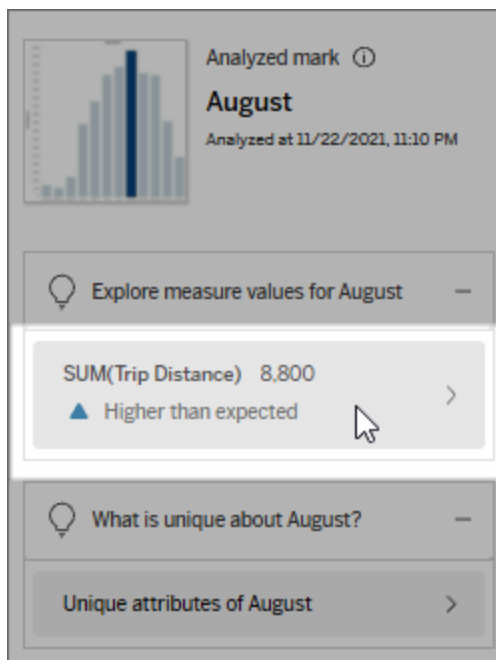 Analyzed mark
August
Analyzed at 11/22/2021, 11:10 PM
Explore measure values for August
SUM(Trip Distance) 8,800
Higher than expected
What is unique about August?
Unique attributes of August